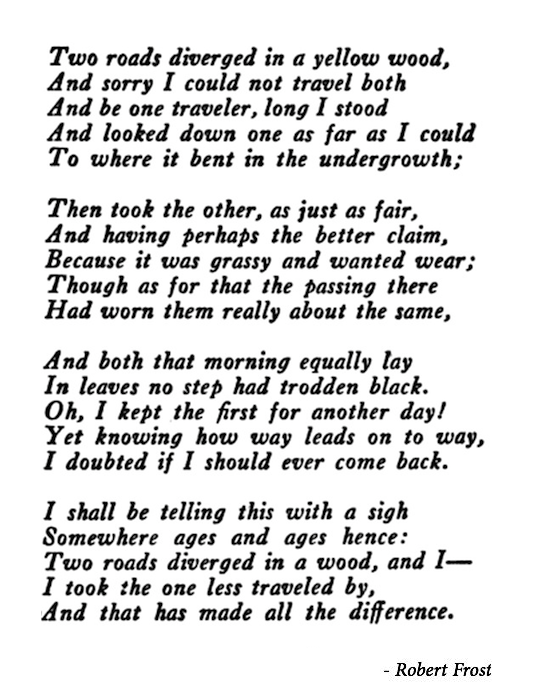 Two roads diverged in a yellow wood,
And sorry I could not travel both
And be one traveler, long I stood
And looked down one as far as I could
To where it bent in the undergrowth;
Then took the other, as just as fair,
And having perhaps the better claim,
Because it was grassy and wanted wear;
Though as for that the passing there
Had worn them really about the same,
And both that morning equally lay
In leaves no step had trodden black.
Oh, I kept the first for another day!
Yet knowing how way leads on to way,
I doubted if I should ever come back.
I shall be telling this with a sigh
Somewhere ages and ages hence:
Two roads diverged in a wood, and I—
I took the one less traveled by,
And that has made all the difference.
- Robert Frost